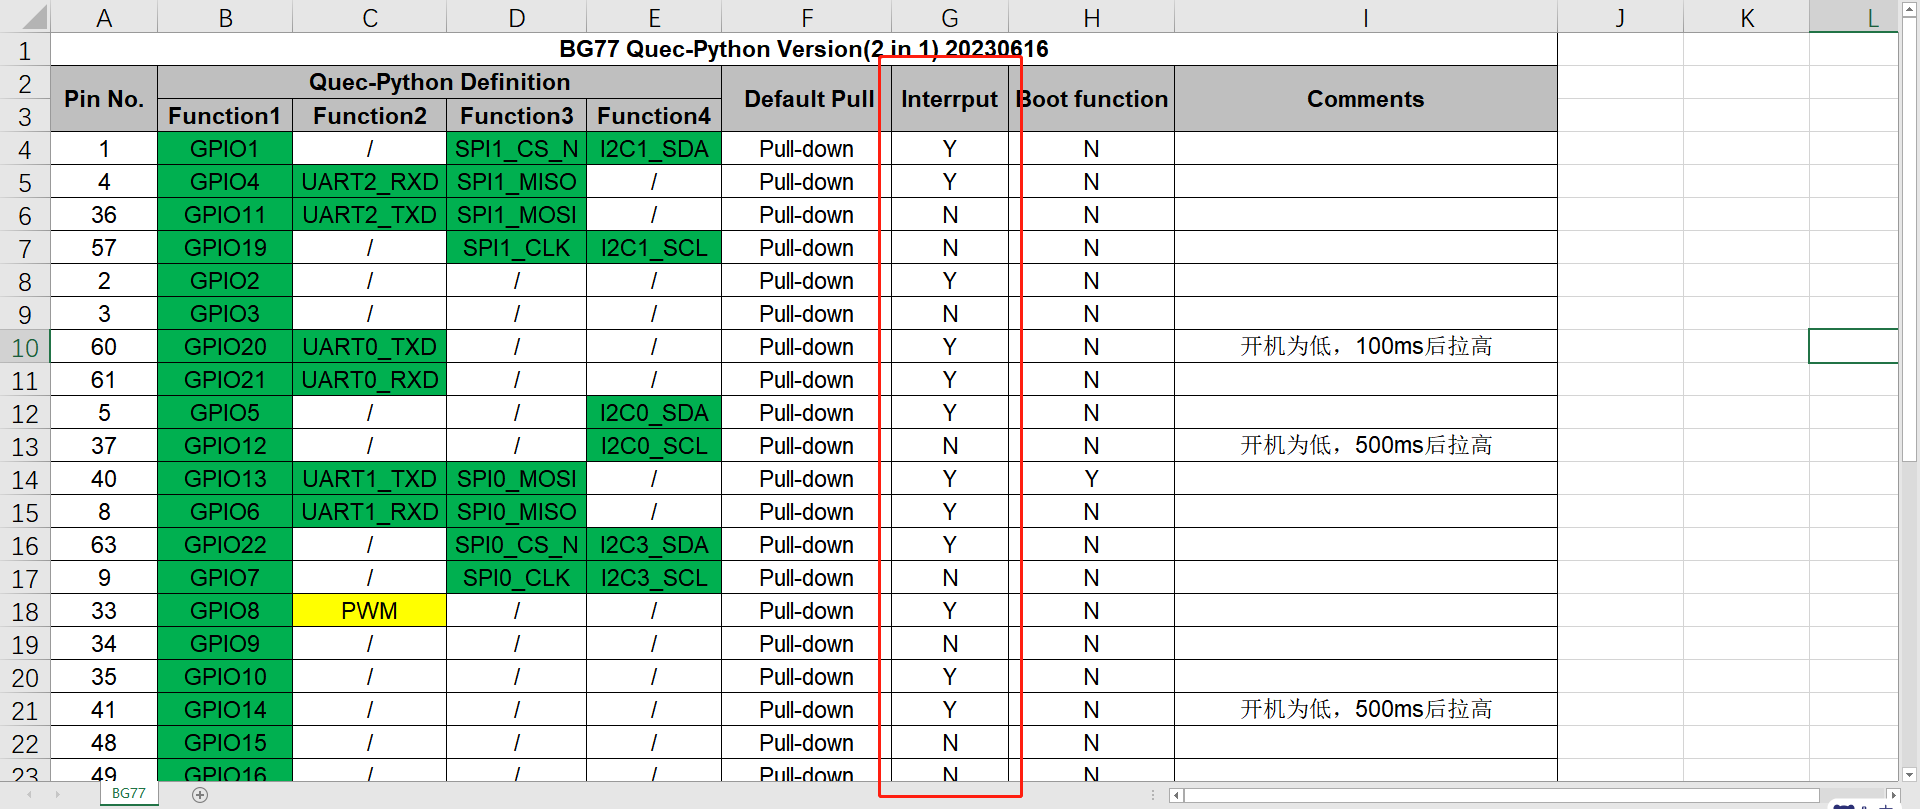 A B C D E F G H I J K L
1 BG77 Quec-Python Version(2 in 1) 20230616
2 Pin No. Quec-Python Definition Default Pull Interrput Boot function Comments
3 Function1 Function2 Function3 Function4
4 1 GPIO1 / SPI1_CS_N I2C1_SDA Pull-down Y N
5 4 GPIO4 UART2_RXD SPI1_MISO / Pull-down Y N
6 36 GPIO11 UART2_TXD SPI1_MOSI / Pull-down N N
7 57 GPIO19 / SPI1_CLK I2C1_SCL Pull-down N N
8 2 GPIO2 / / / Pull-down Y N
9 3 GPIO3 / / / Pull-down N N
10 60 GPIO20 UART0_TXD / / Pull-down Y N 开机为低，100ms后拉高
11 61 GPIO21 UART0_RXD / / Pull-down Y N
12 5 GPIO5 / / I2C0_SDA Pull-down Y N
13 37 GPIO12 / / I2C0_SCL Pull-down N N 开机为低，500ms后拉高
14 40 GPIO13 UART1_TXD SPI0_MOSI / Pull-down Y Y
15 8 GPIO6 UART1_RXD SPI0_MISO / Pull-down Y N
16 63 GPIO22 / SPI0_CS_N I2C3_SDA Pull-down Y N
17 9 GPIO7 / SPI0_CLK I2C3_SCL Pull-down N N
18 33 GPIO8 PWM / / Pull-down Y N
19 34 GPIO9 / / / Pull-down N N
20 35 GPIO10 / / / Pull-down Y N
21 41 GPIO14 / / / Pull-down Y N 开机为低，500ms后拉高
22 48 GPIO15 / / / Pull-down N N
23 49 GPIO16 / / / Pull-down N N
BG77